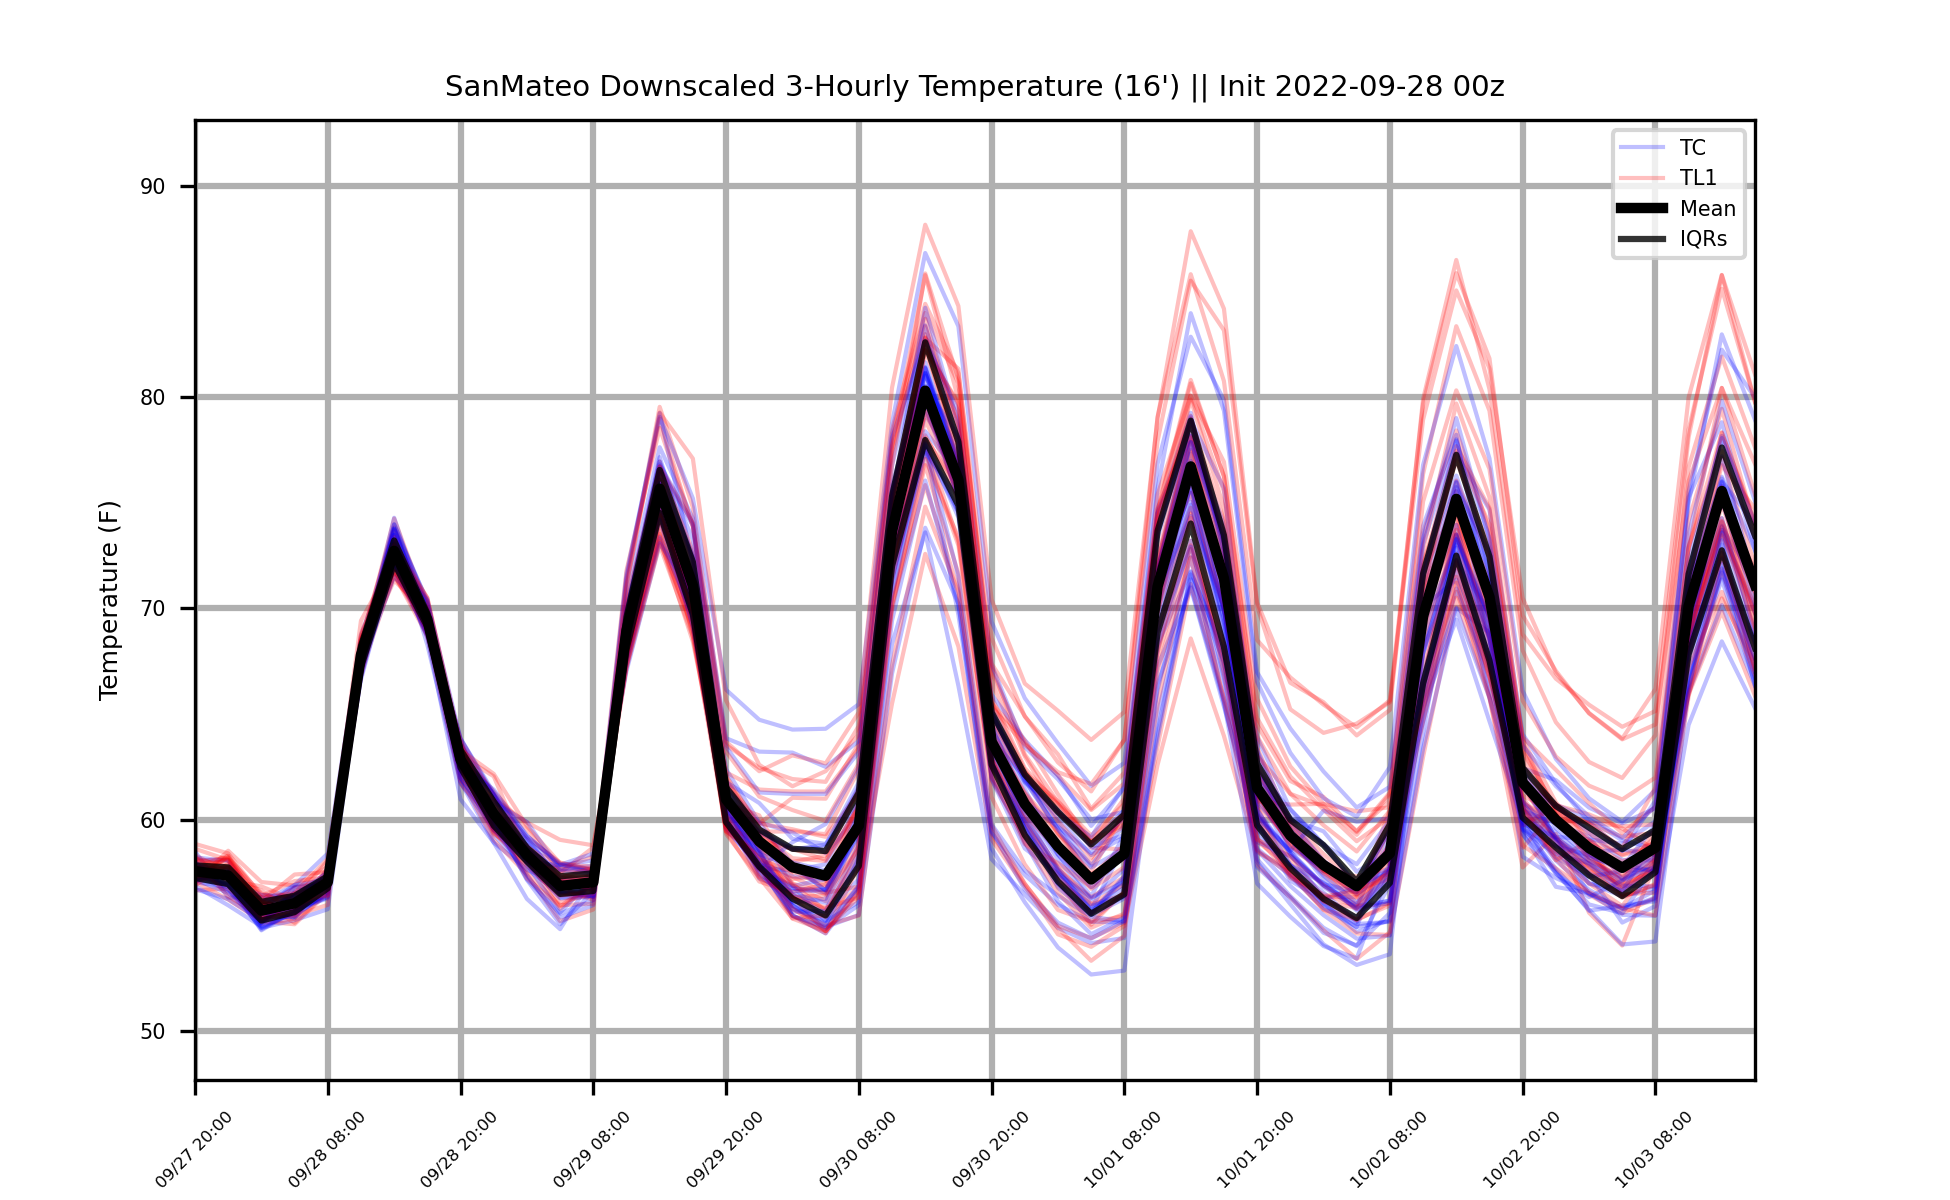 SanMateo Downscaled 3-Hourly Temperature (16') || Init 2022-09-28 00z
TC
TL1
Mean
IQRs
90
80
70
60
50
Temperature (F)
09/27 20:00
09/28 08:00
09/28 20:00
09/29 08:00
09/29 20:00
09/30 08:00
09/30 20:00
10/01 08:00
10/01 20:00
10/02 08:00
10/02 20:00
10/03 08:00